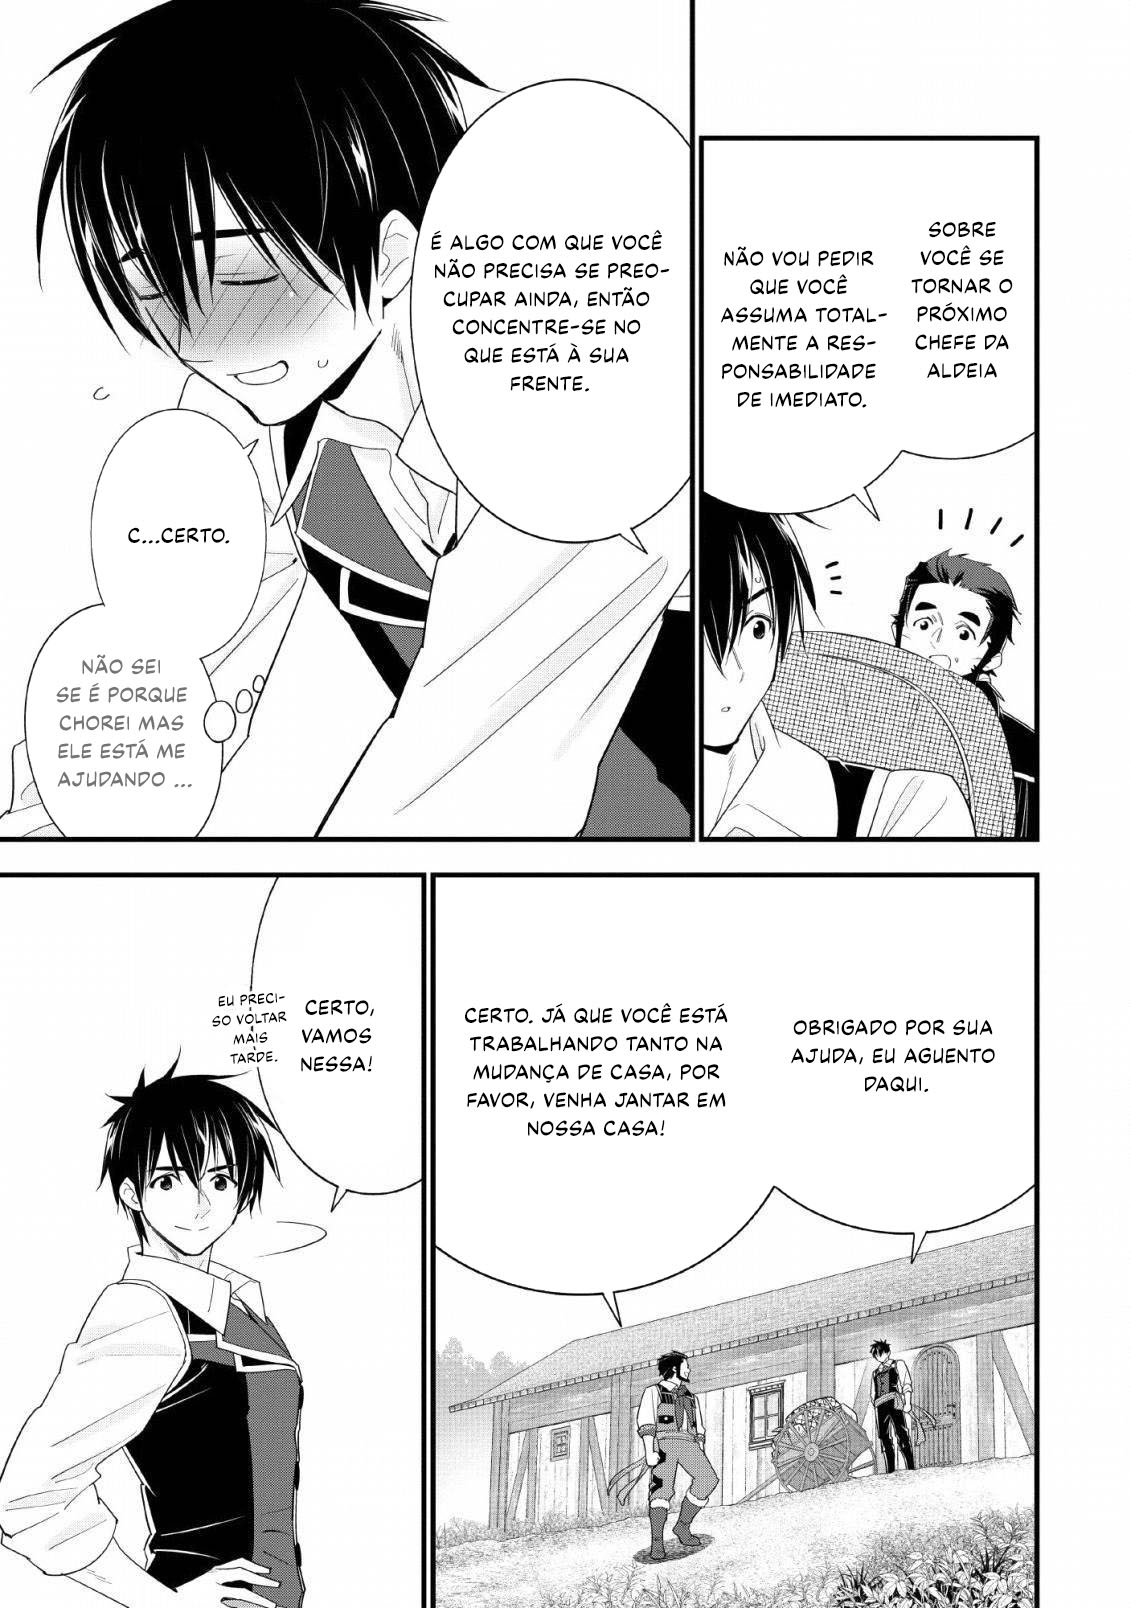 SOBRE
VOCÊ SE
TORNAR O
PRÓXIMO
CHEFE DA
ALDEIA
NÃO VOU PEDIR
QUE VOCÊ
ASSUMA TOTAL-
MENTE A RES-
PONSABILIDADE
DE IMEDIATO.
É ALGO COM QUE VOCÊ
NÃO PRECISA SE PREO-
CUPAR AINDA, ENTÃO
CONCENTRE-SE NO
QUE ESTÁ À SUA
FRENTE.
C...CERTO.
NÃO SEI
SE É PORQUE
CHOREI MAS
ELE ESTÁ ME
AJUDANDO ...
OBRIGADO POR SUA
AJUDA, EU AGUENTO
DAQUI.
CERTO. JÁ QUE VOCÊ ESTÁ
TRABALHANDO TANTO NA
MUDANÇA DE CASA, POR
FAVOR, VENHA JANTAR EM
NOSSA CASA!
CERTO,
VAMOS
NESSA!
EU PRECI-
SO VOLTAR
MAIS
TARDE.